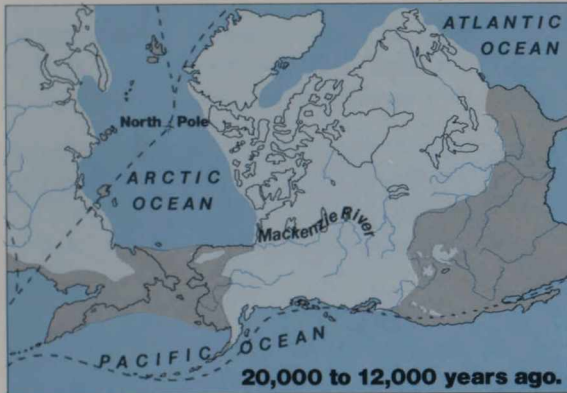 ATLANTIC
OCEAN
North Pole
ARCTIC
OCEAN
Mackenzie River
PACIFIC OCEAN
20,000 to 12,000 years ago.